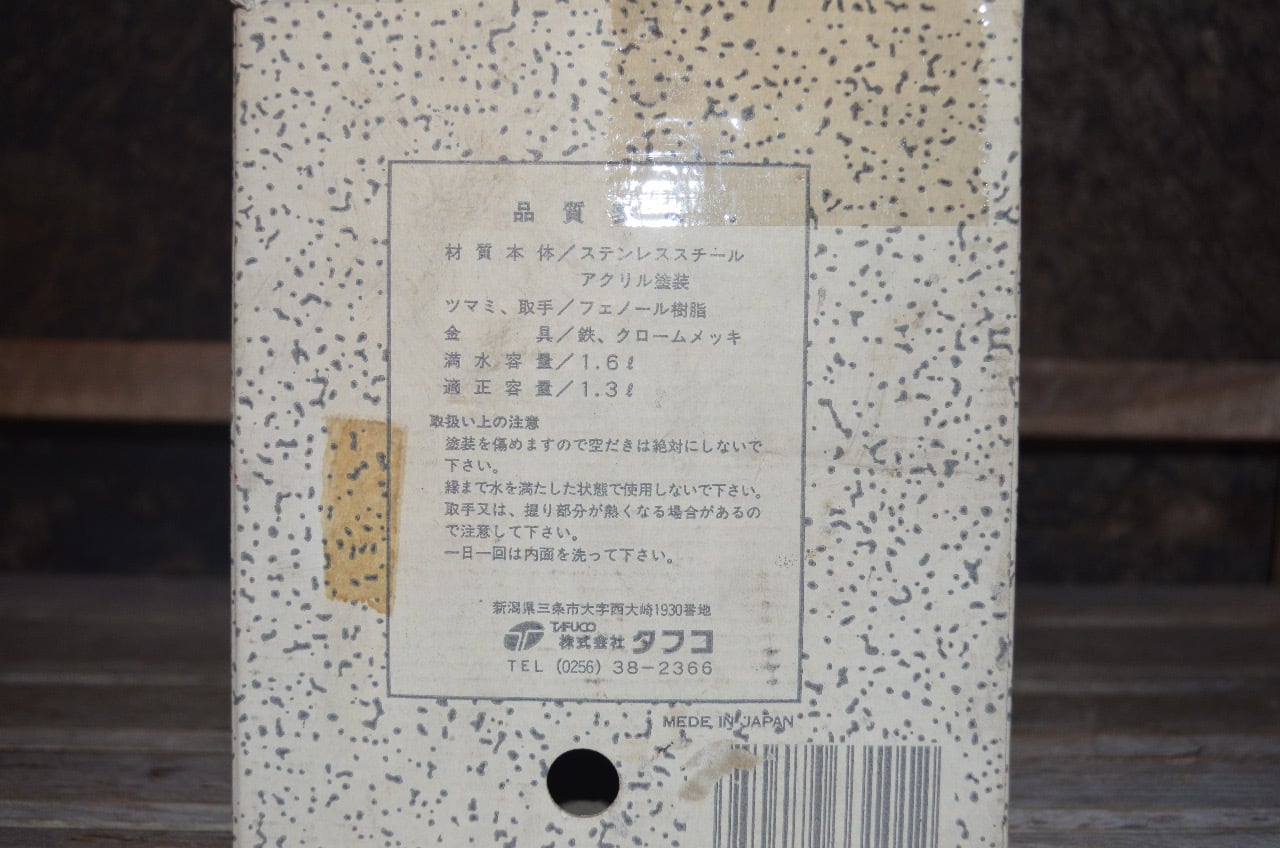 品質
材質本体／ステンレススチール
アクリル塗装
ツマミ、取手／フェノール樹脂
金具／鉄、クロームメッキ
満水容量／1.6ℓ
適正容量／1.3ℓ
取扱い上の注意
塗装を傷めますので空だきは絶対にしないで
下さい。
縁まで水を満たした状態で使用しないで下さい。
取手又は、握り部分が熱くなる場合があるの
で注意して下さい。
一日一回は内面を洗って下さい。
新潟県三条市大字西大崎1930番地
TAFUCO
株式会社 タフコ
TEL (0256) 38-2366
MEDE IN JAPAN